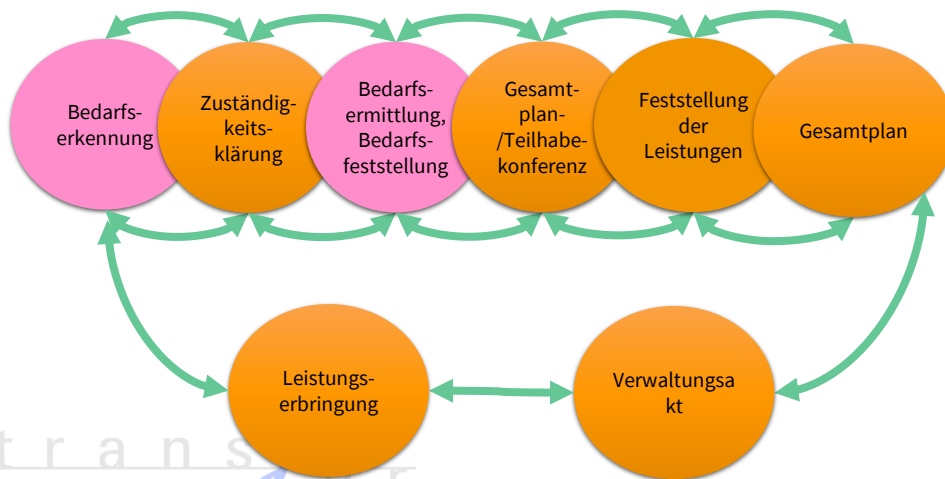 Bedarfs-
erkennung
Zuständig-
keits-
klärung
Bedarfs-
ermittlung,
Bedarfs-
feststellung
Gesamt-
plan-
/Teilhabe-
konferenz
Feststellung
der
Leistungen
Gesamtplan
Leistungs-
erbringung
Verwaltungsa
kt
trans